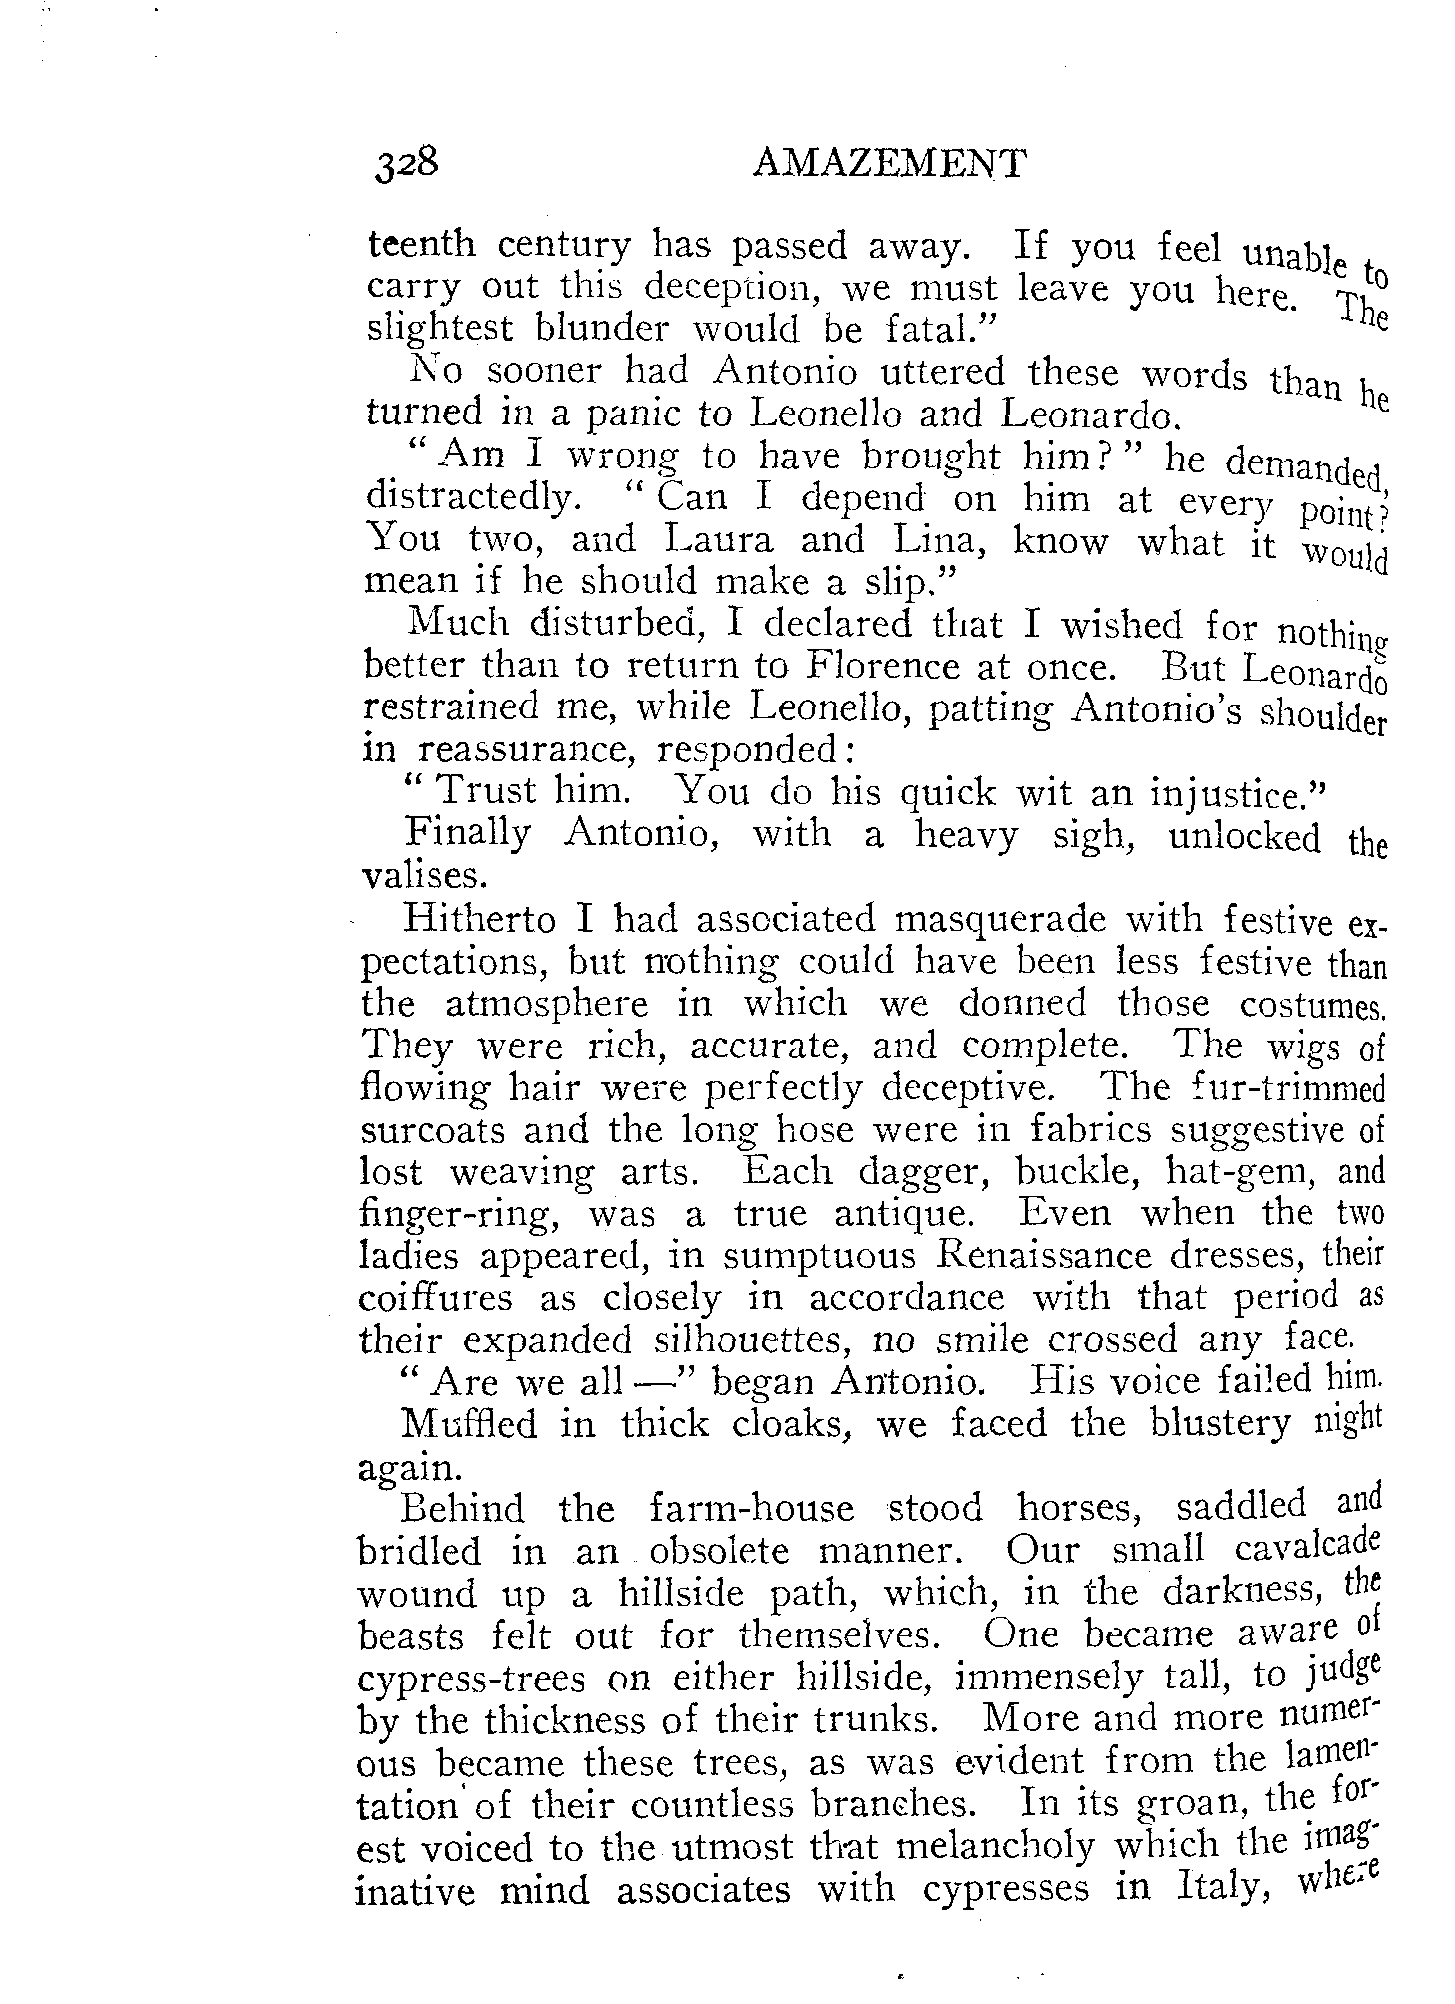 328 AMAZEMENT
teenth century has passed away. If you feel unable to
carry out this deception, we must leave you here. The
slightest blunder would be fatal.”
No sooner had Antonio uttered these words than he
turned in a panic to Leonello and Leonardo.
“ Am I wrong to have brought him? ” he demanded,
distractedly. “ Can I depend on him at every point?
You two, and Laura and Lina, know what it would
mean if he should make a slip.”
Much disturbed, I declared that I wished for nothing
better than to return to Florence at once. But Leonardo
restrained me, while Leonello, patting Antonio's shoulder
in reassurance, responded:
“ Trust him. You do his quick wit an injustice.”
Finally Antonio, with a heavy sigh, unlocked the
valises.
Hitherto I had associated masquerade with festive ex-
pectations, but nothing could have been less festive than
the atmosphere in which we donned those costumes.
They were rich, accurate, and complete. The wigs of
flowing hair were perfectly deceptive. The fur-trimmed
surcoats and the long hose were in fabrics suggestive of
lost weaving arts. Each dagger, buckle, hat-gem, and
finger-ring, was a true antique. Even when the two
ladies appeared, in sumptuous Renaissance dresses, their
coiffures as closely in accordance with that period as
their expanded silhouettes, no smile crossed any face.
“ Are we all —” began Antonio. His voice failed him.
Muffled in thick cloaks, we faced the blustery night
again.
Behind the farm-house stood horses, saddled and
bridled in an obsolete manner. Our small cavalcade
wound up a hillside path, which, in the darkness, the
beasts felt out for themselves. One became aware of
cypress-trees on either hillside, immensely tall, to judge
by the thickness of their trunks. More and more numer-
ous became these trees, as was evident from the lamen-
tation of their countless branches. In its groan, the for-
est voiced to the utmost that melancholy which the imag-
inative mind associates with cypresses in Italy, where